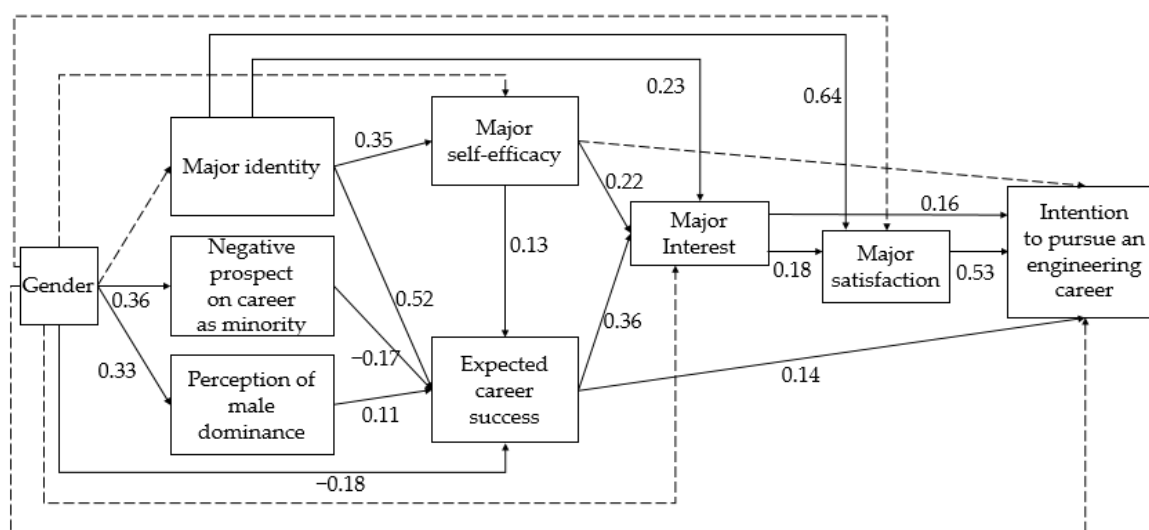 0.23
0.64
Major identity
0.35
Major
self-efficacy
0.22
Major
Interest
0.16
Intention
to pursue an
engineering
career
Gender
0.36
Negative
prospect
on career
as minority
0.13
0.18
Major
satisfaction
0.53
0.52
0.33
−0.17
0.36
Perception of
male
dominance
0.11
Expected
career
success
0.14
−0.18